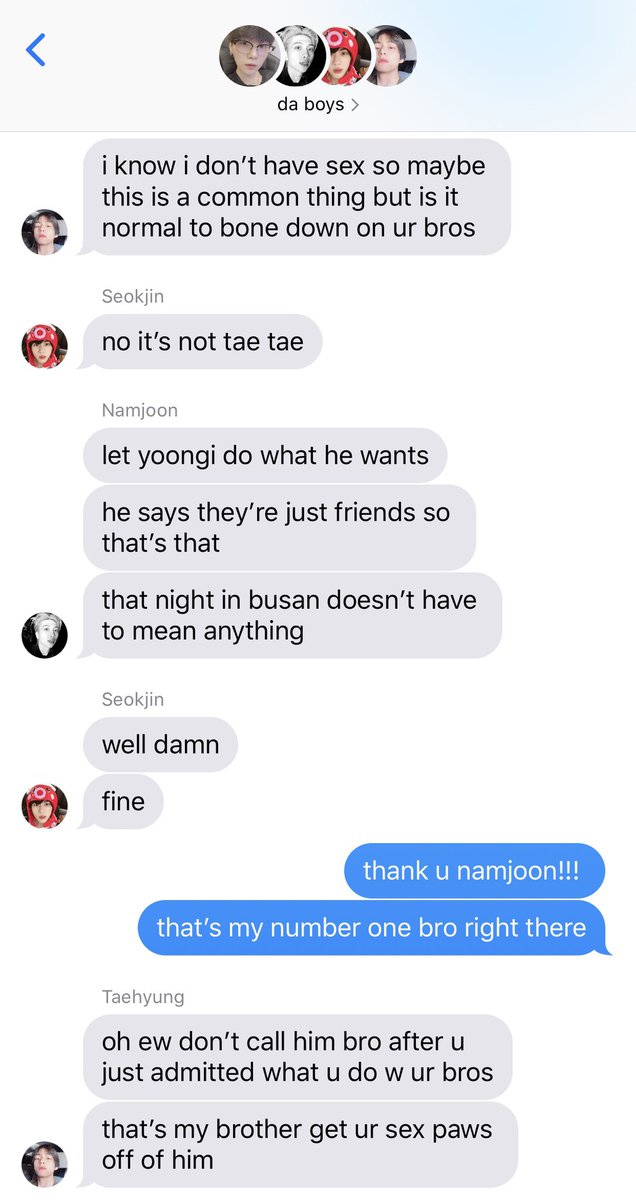 da boys >
i know i don’t have sex so maybe
this is a common thing but is it
normal to bone down on ur bros
Seokjin
no it’s not tae tae
Namjoon
let yoongi do what he wants
he says they’re just friends so
that’s that
that night in busan doesn’t have
to mean anything
Seokjin
well damn
fine
thank u namjoon!!!
that’s my number one bro right there
Taehyung
oh ew don’t call him bro after u
just admitted what u do w ur bros
that’s my brother get ur sex paws
off of him